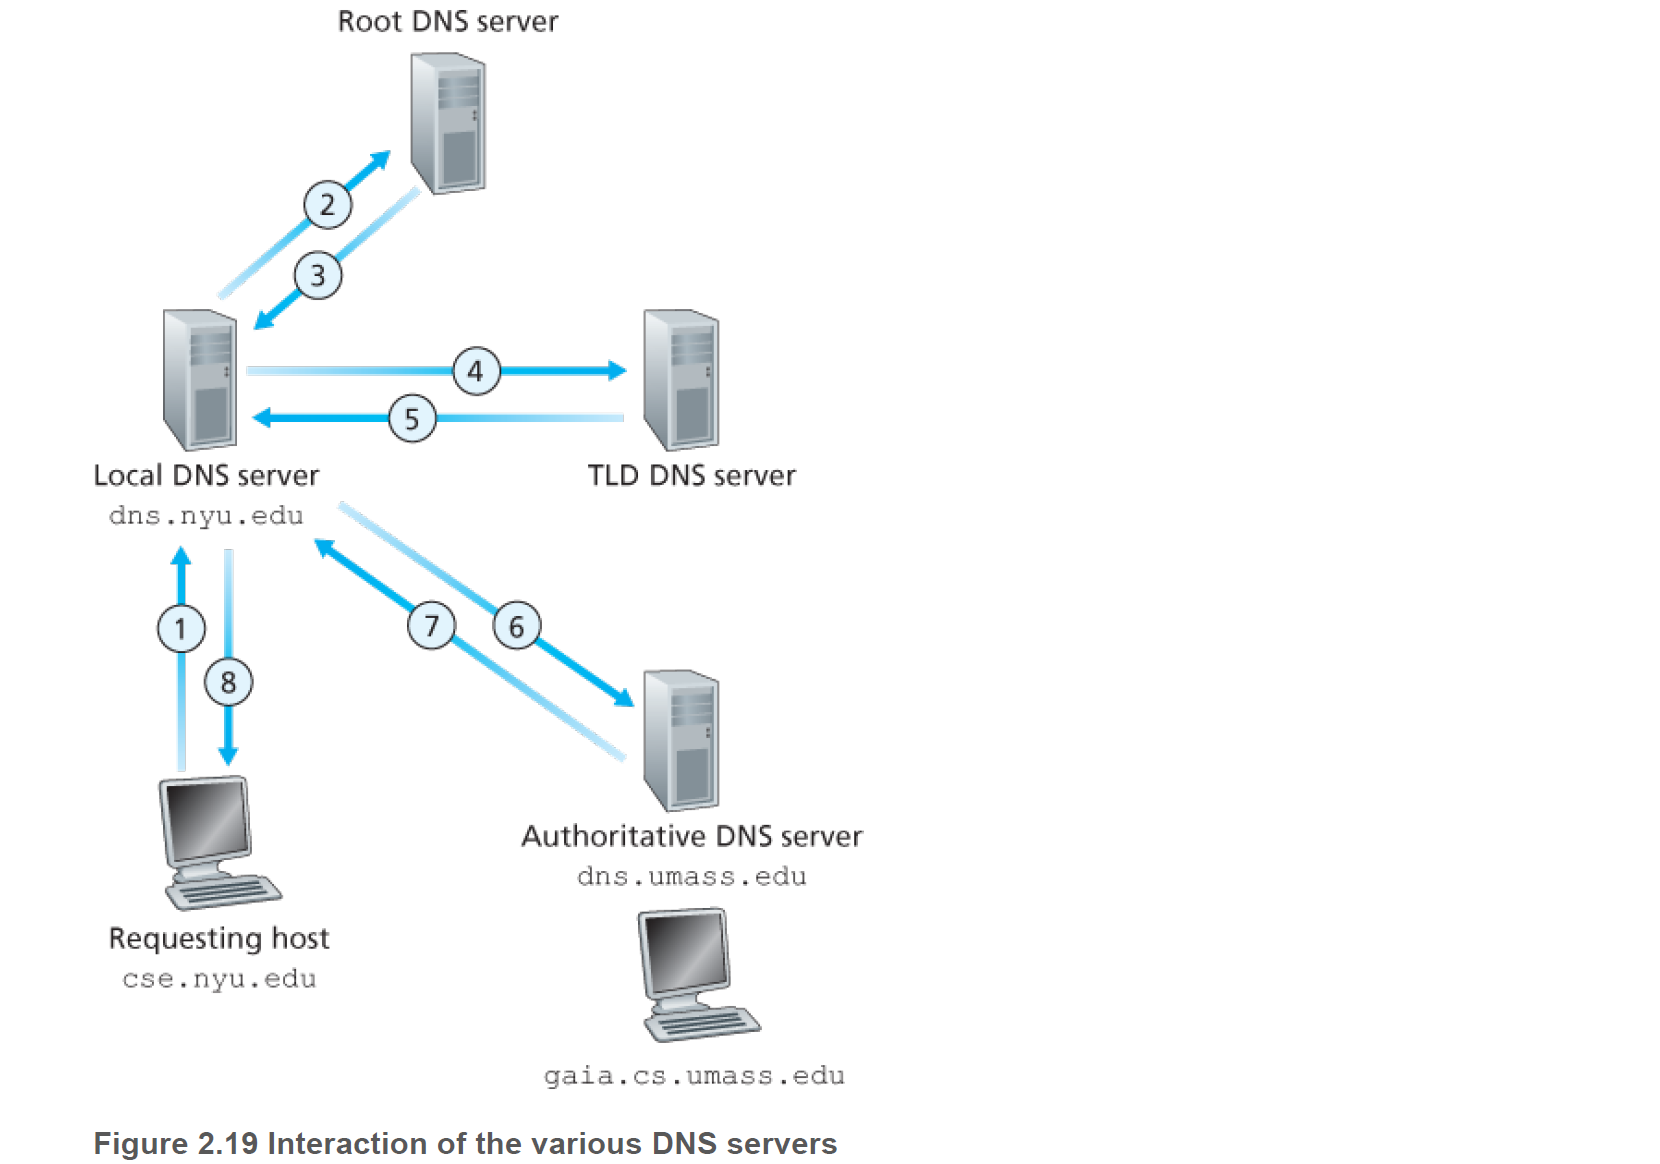 Root DNS server
2
3
4
5
Local DNS server
dns.nyu.edu
TLD DNS server
1
8
7
6
Authoritative DNS server
dns.umass.edu
Requesting host
cse.nyu.edu
gaia.cs.umass.edu
Figure 2.19 Interaction of the various DNS servers